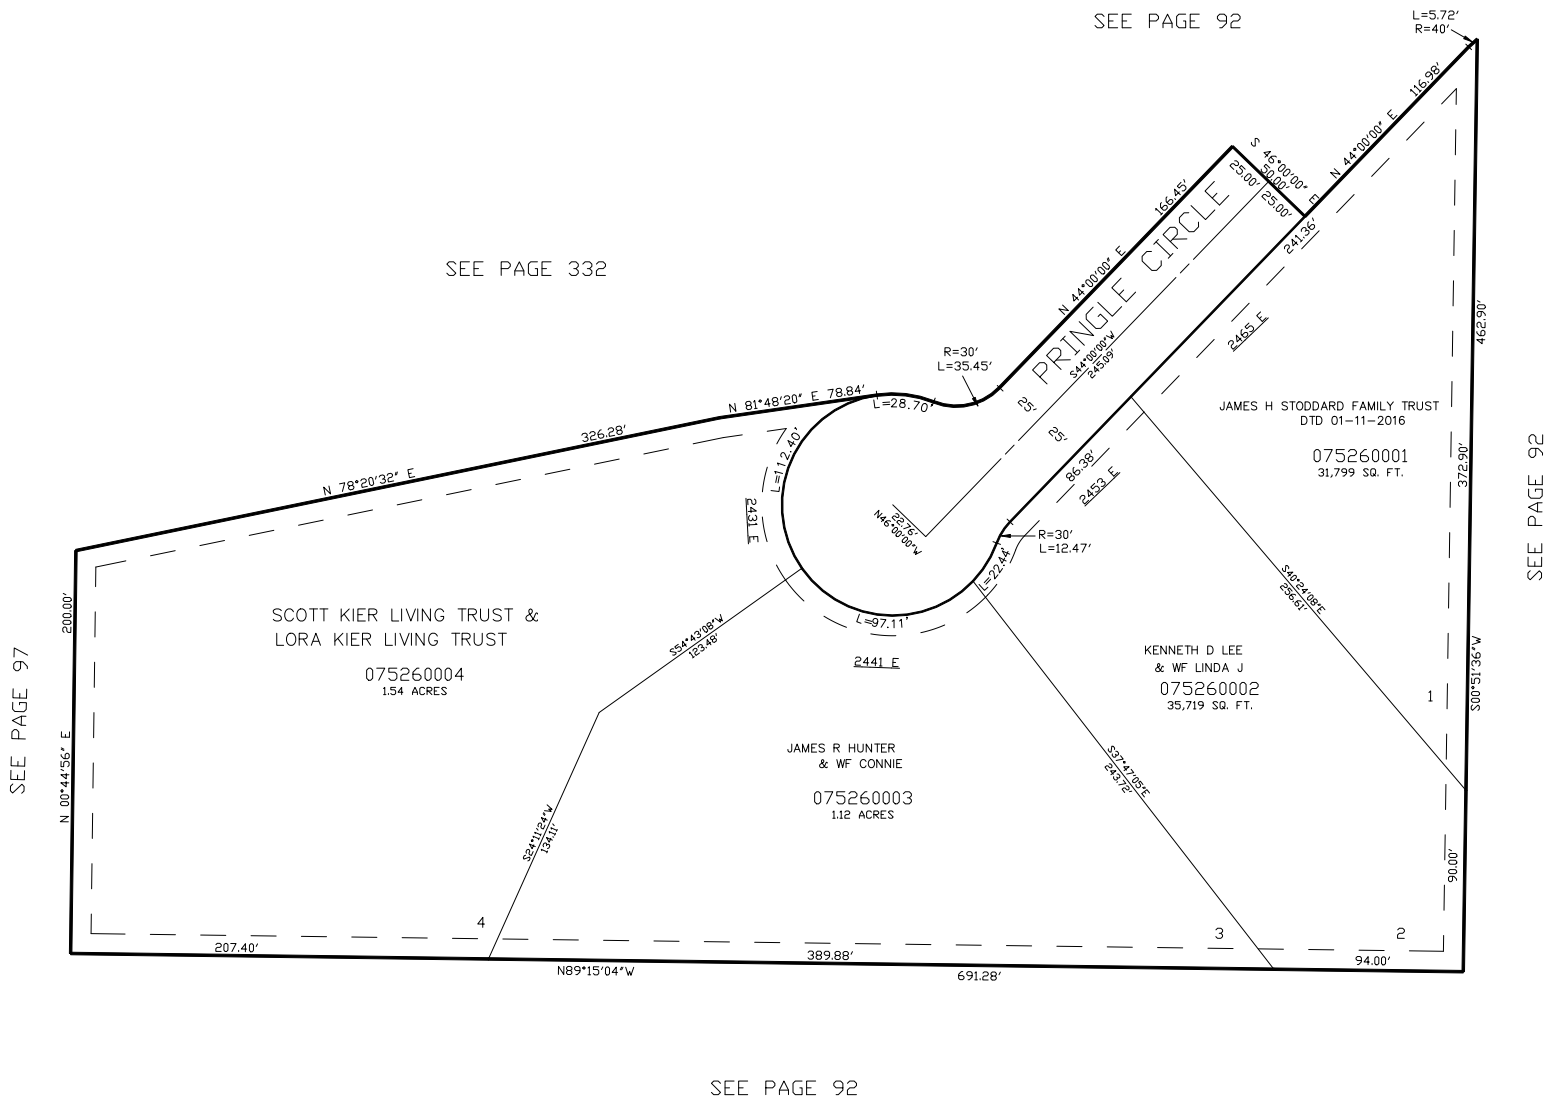 SEE PAGE 92
L=5.72'
R=40'
116.98'
N 44°00'00" E
S 46°00'00" E
50.00'
25.00'
25.00'
166.45'
N 44°00'00" E
PRINGLE CIRCLE
S44°00'00"W
245.09'
241.36'
2465 E
SEE PAGE 332
R=30'
L=35.45'
N 81°48'20" E 78.84'
L=28.70'
25'
25'
86.38'
2453 E
462.90'
JAMES H STODDARD FAMILY TRUST
DTD 01-11-2016
075260001
31,799 SQ. FT.
372.90'
SEE PAGE 92
326.28'
N 78°20'32" E
L=112.40'
2431 E
22.76'
N46°00'00"W
R=30'
L=12.47'
L=22.44'
L=97.11'
2441 E
S40°24'08"E
256.61'
200.00'
SCOTT KIER LIVING TRUST &
LORA KIER LIVING TRUST
075260004
1.54 ACRES
S54°43'08"W
123.48'
KENNETH D LEE
& WF LINDA J
075260002
35,719 SQ. FT.
1
S00°51'36"W
SEE PAGE 97
N 00°44'56" E
JAMES R HUNTER
& WF CONNIE
075260003
1.12 ACRES
S37°47'05"E
243.72'
S24°11'24"W
134.11'
90.00'
4
3
2
207.40'
389.88'
94.00'
N89°15'04"W
691.28'
SEE PAGE 92